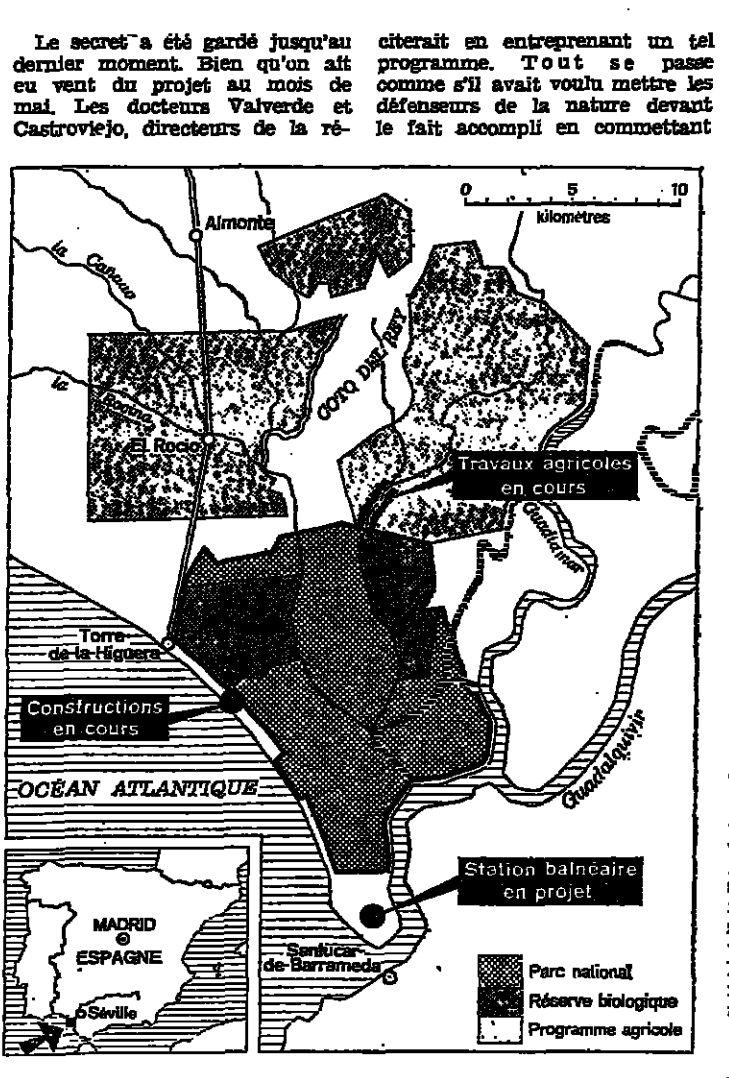 Le secret a été gardé jusqu'au
dernier moment. Bien qu'on ait
eu vent du projet au mois de
mai. Les docteurs Valverde et
Castroviejo, directeurs de la ré-
citerait en entreprenant un tel
programme. Tout se passe
comme s'il avait voulu mettre les
défenseurs de la nature devant
le fait accompli en commettant
0 5 10
kilomètres
Almonte
la Cañado
la Rocina
COTO DEL REY
El Rocio
Travaux agricoles
en cours
Guadiamar
Torre-
de-la-Higuera
Constructions
en cours
Guadalquivir
OCÉAN ATLANTIQUE
Station balnéaire
en projet
MADRID
ESPAGNE
Séville
Sanlucar-
de-Barrameda
Parc national
Réserve biologique
Programme agricole